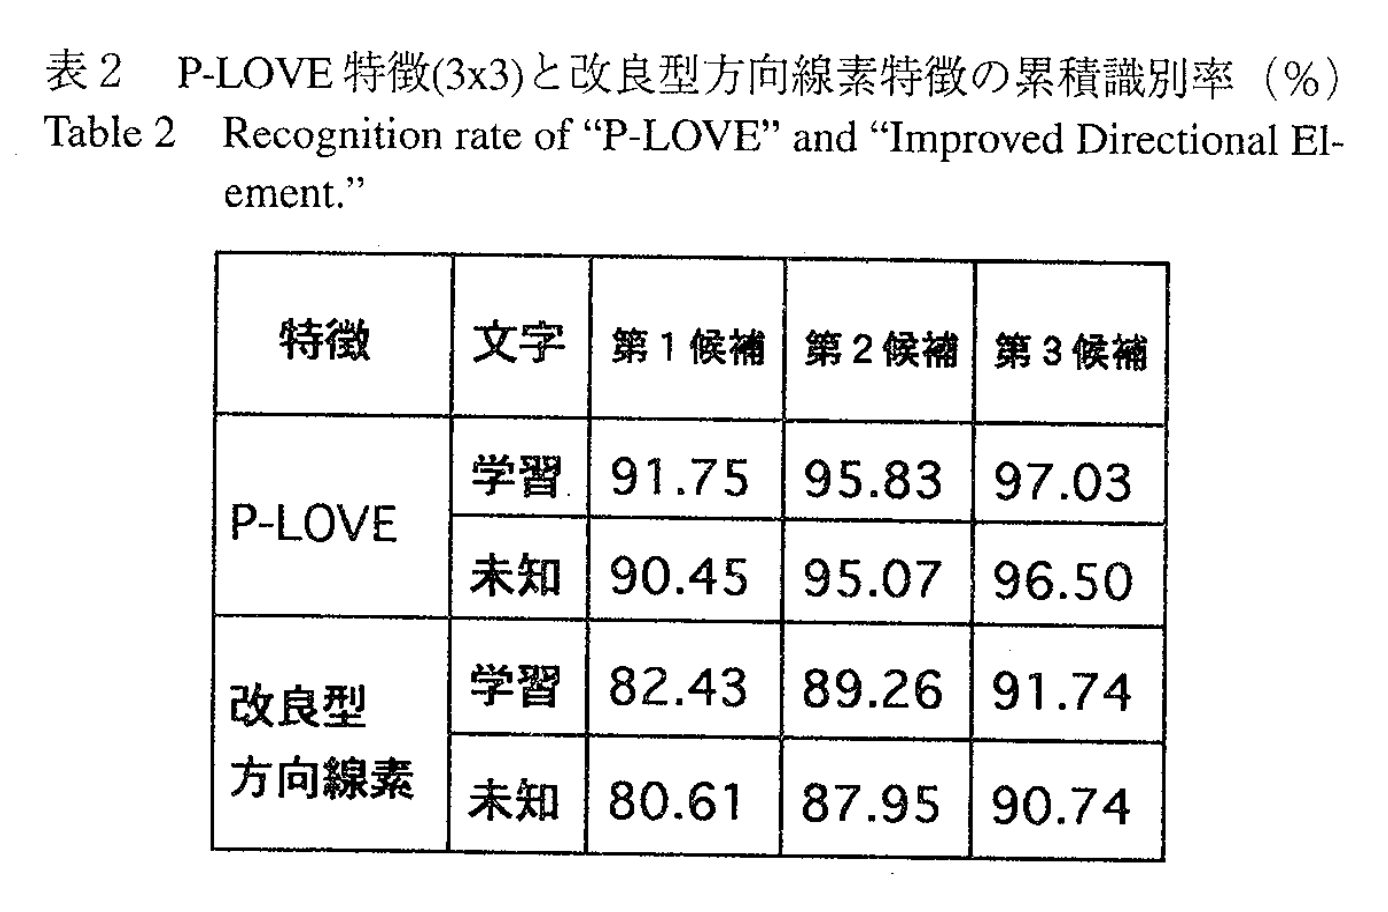 表2 P-LOVE 特徴(3x3)と改良型方向線素特徴の累積識別率（%）
Table 2 Recognition rate of “P-LOVE” and “Improved Directional El-
ement.”
特徴 文字 第1候補 第2候補 第3候補
P-LOVE 学習 91.75 95.83 97.03
未知 90.45 95.07 96.50
改良型
方向線素 学習 82.43 89.26 91.74
未知 80.61 87.95 90.74